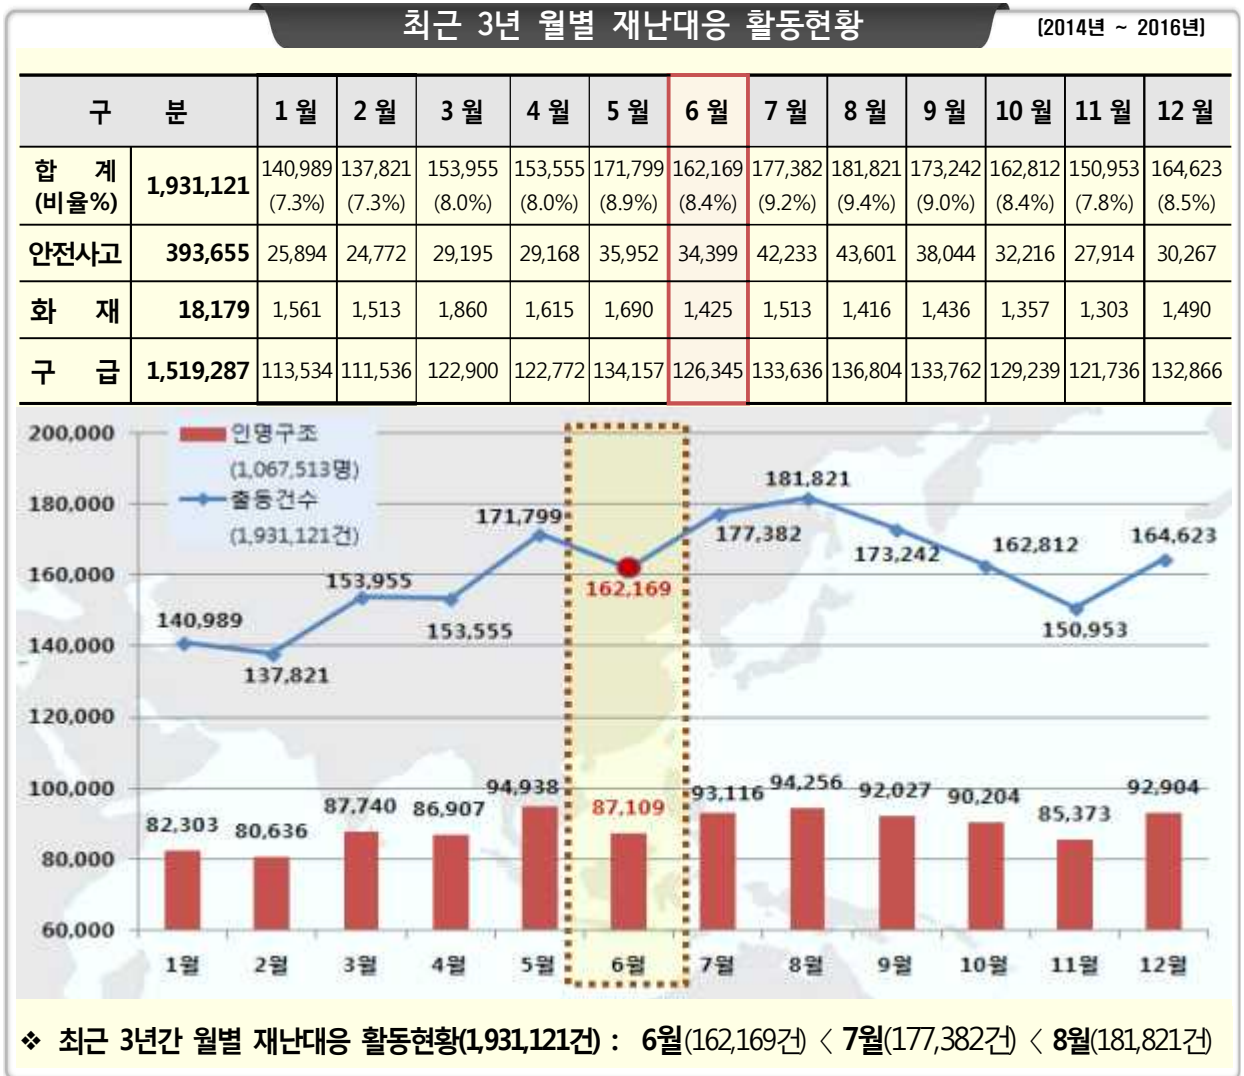 최근 3년 월별 재난대응 활동현황 (2014년 ~ 2016년)
구 분 1월 2월 3월 4월 5월 6월 7월 8월 9월 10월 11월 12월
합 계 (비율%) 1,931,121 140,989 137,821 153,955 153,555 171,799 162,169 177,382 181,821 173,242 162,812 150,953 164,623
(7.3%) (7.3%) (8.0%) (8.0%) (8.9%) (8.4%) (9.2%) (9.4%) (9.0%) (8.4%) (7.8%) (8.5%)
안전사고 393,655 25,894 24,772 29,195 29,168 35,952 34,399 42,233 43,601 38,044 32,216 27,914 30,267
화 재 18,179 1,561 1,513 1,860 1,615 1,690 1,425 1,513 1,416 1,436 1,357 1,303 1,490
구 급 1,519,287 113,534 111,536 122,900 122,772 134,157 126,345 133,636 136,804 133,762 129,239 121,736 132,866
인명구조
(1,067,513명)
출동건수
(1,931,121건)
200,000
180,000
160,000
140,000
120,000
100,000
80,000
60,000
140,989 137,821 153,955 153,555 171,799 162,169 177,382 181,821 173,242 162,812 150,953 164,623
82,303 80,636 87,740 86,907 94,938 87,109 93,116 94,256 92,027 90,204 85,373 92,904
1월 2월 3월 4월 5월 6월 7월 8월 9월 10월 11월 12월
❖ 최근 3년간 월별 재난대응 활동현황(1,931,121건) : 6월(162,169건) < 7월(177,382건) < 8월(181,821건)